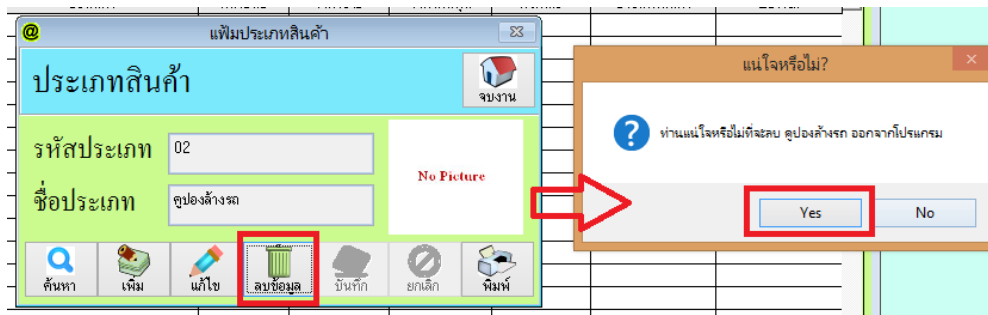 @ แฟ้มประเภทสินค้า
ประเภทสินค้า
จบงาน
รหัสประเภท 02
ชื่อประเภท คูปองล้างรถ
No Picture
ค้นหา เพิ่ม แก้ไข ลบข้อมูล บันทึก ยกเลิก พิมพ์
แน่ใจหรือไม่?
ท่านแน่ใจหรือไม่ที่จะลบ คูปองล้างรถ ออกจากโปรแกรม
Yes No